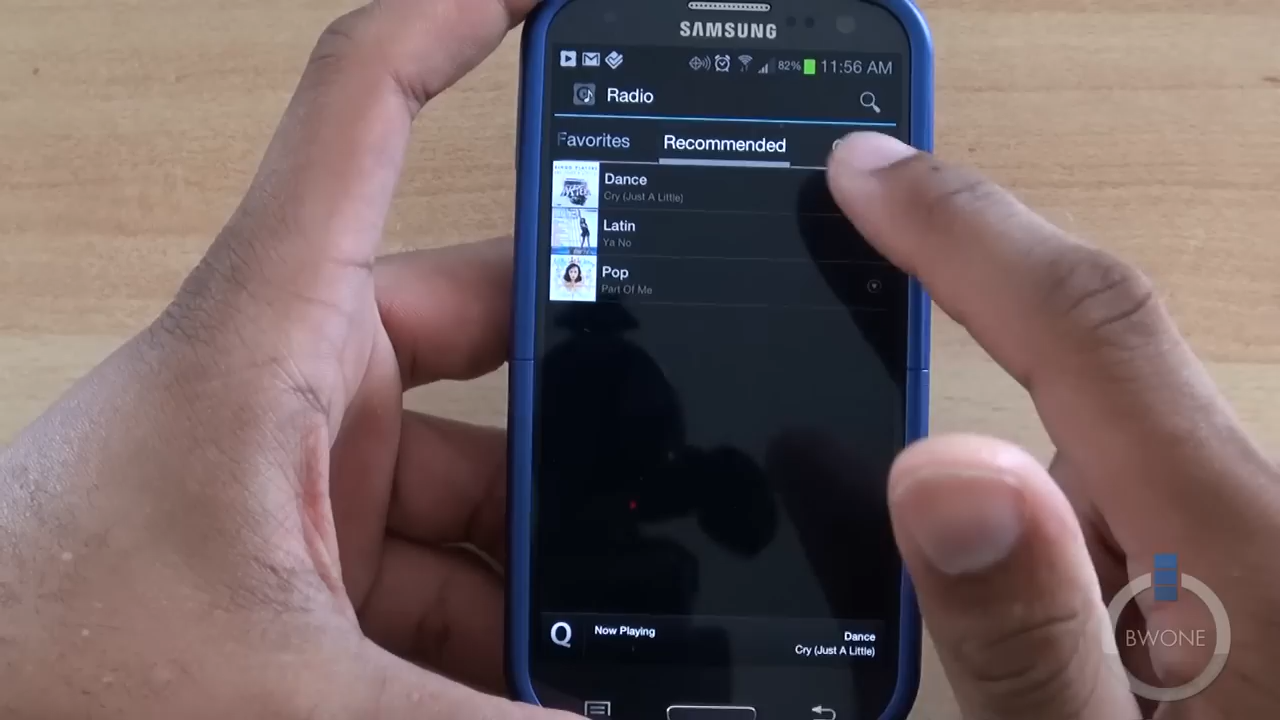 SAMSUNG
82% 11:56 AM
Radio
Favorites Recommended
Dance
Cry (Just A Little)
Latin
Ya No
Pop
Part Of Me
Q Now Playing Dance
Cry (Just A Little)
BWONE